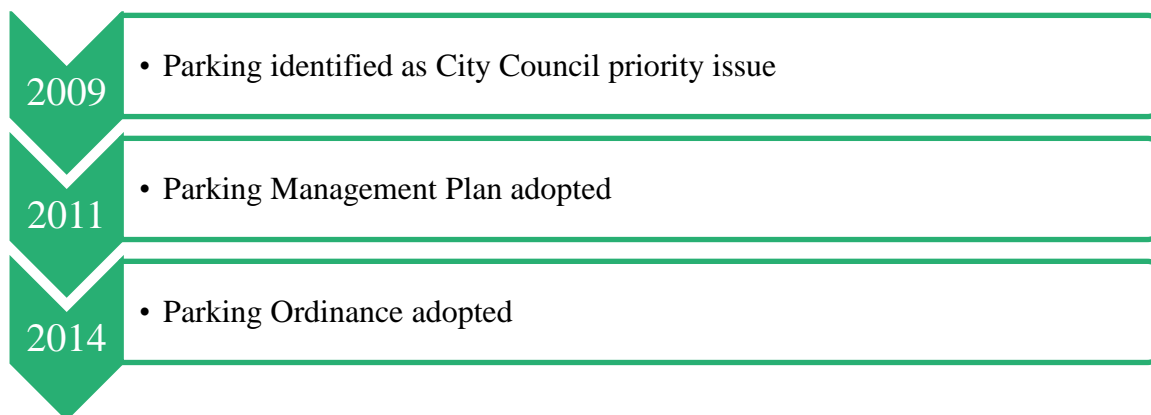 2009
• Parking identified as City Council priority issue
2011
• Parking Management Plan adopted
2014
• Parking Ordinance adopted